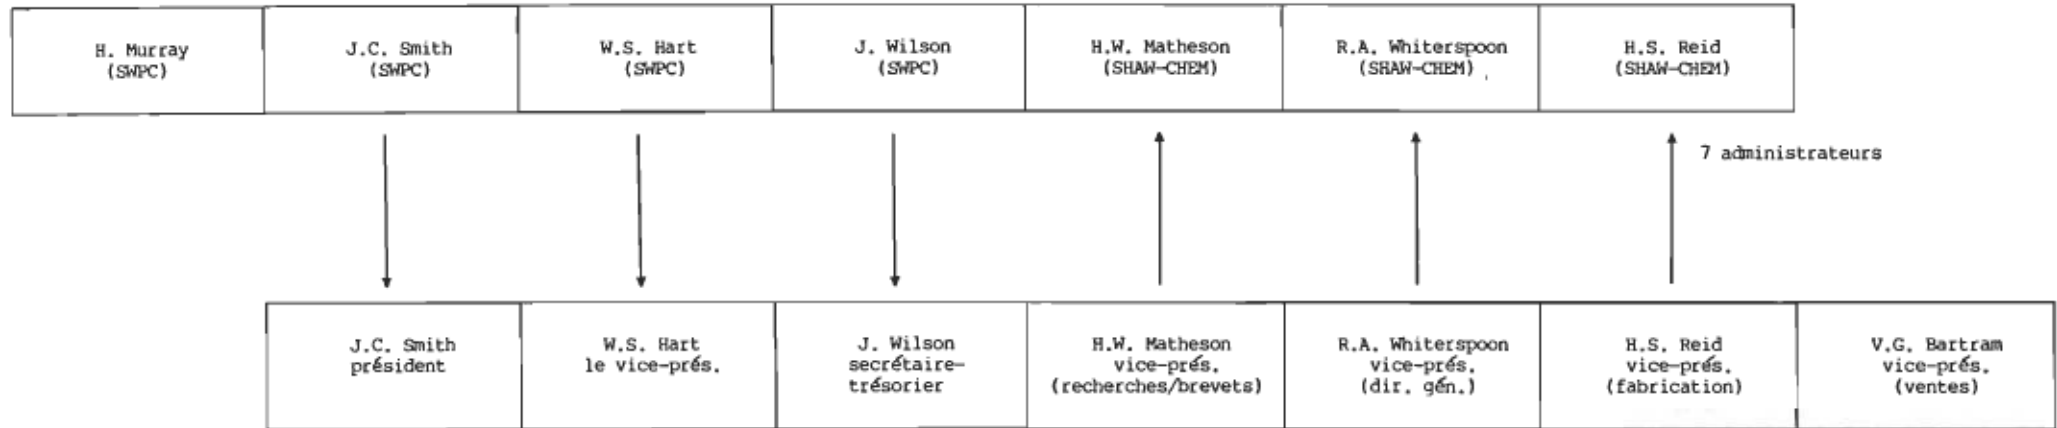 H. Murray
(SWPC)
J.C. Smith
(SWPC)
W.S. Hart
(SWPC)
J. Wilson
(SWPC)
H.W. Matheson
(SHAW-CHEM)
R.A. Whiterspoon
(SHAW-CHEM)
H.S. Reid
(SHAW-CHEM)
7 administrateurs
J.C. Smith
président
W.S. Hart
le vice-prés.
J. Wilson
secrétaire-
trésorier
H.W. Matheson
vice-prés.
(recherches/brevets)
R.A. Whiterspoon
vice-prés.
(dir. gén.)
H.S. Reid
vice-prés.
(fabrication)
V.G. Bartram
vice-prés.
(ventes)